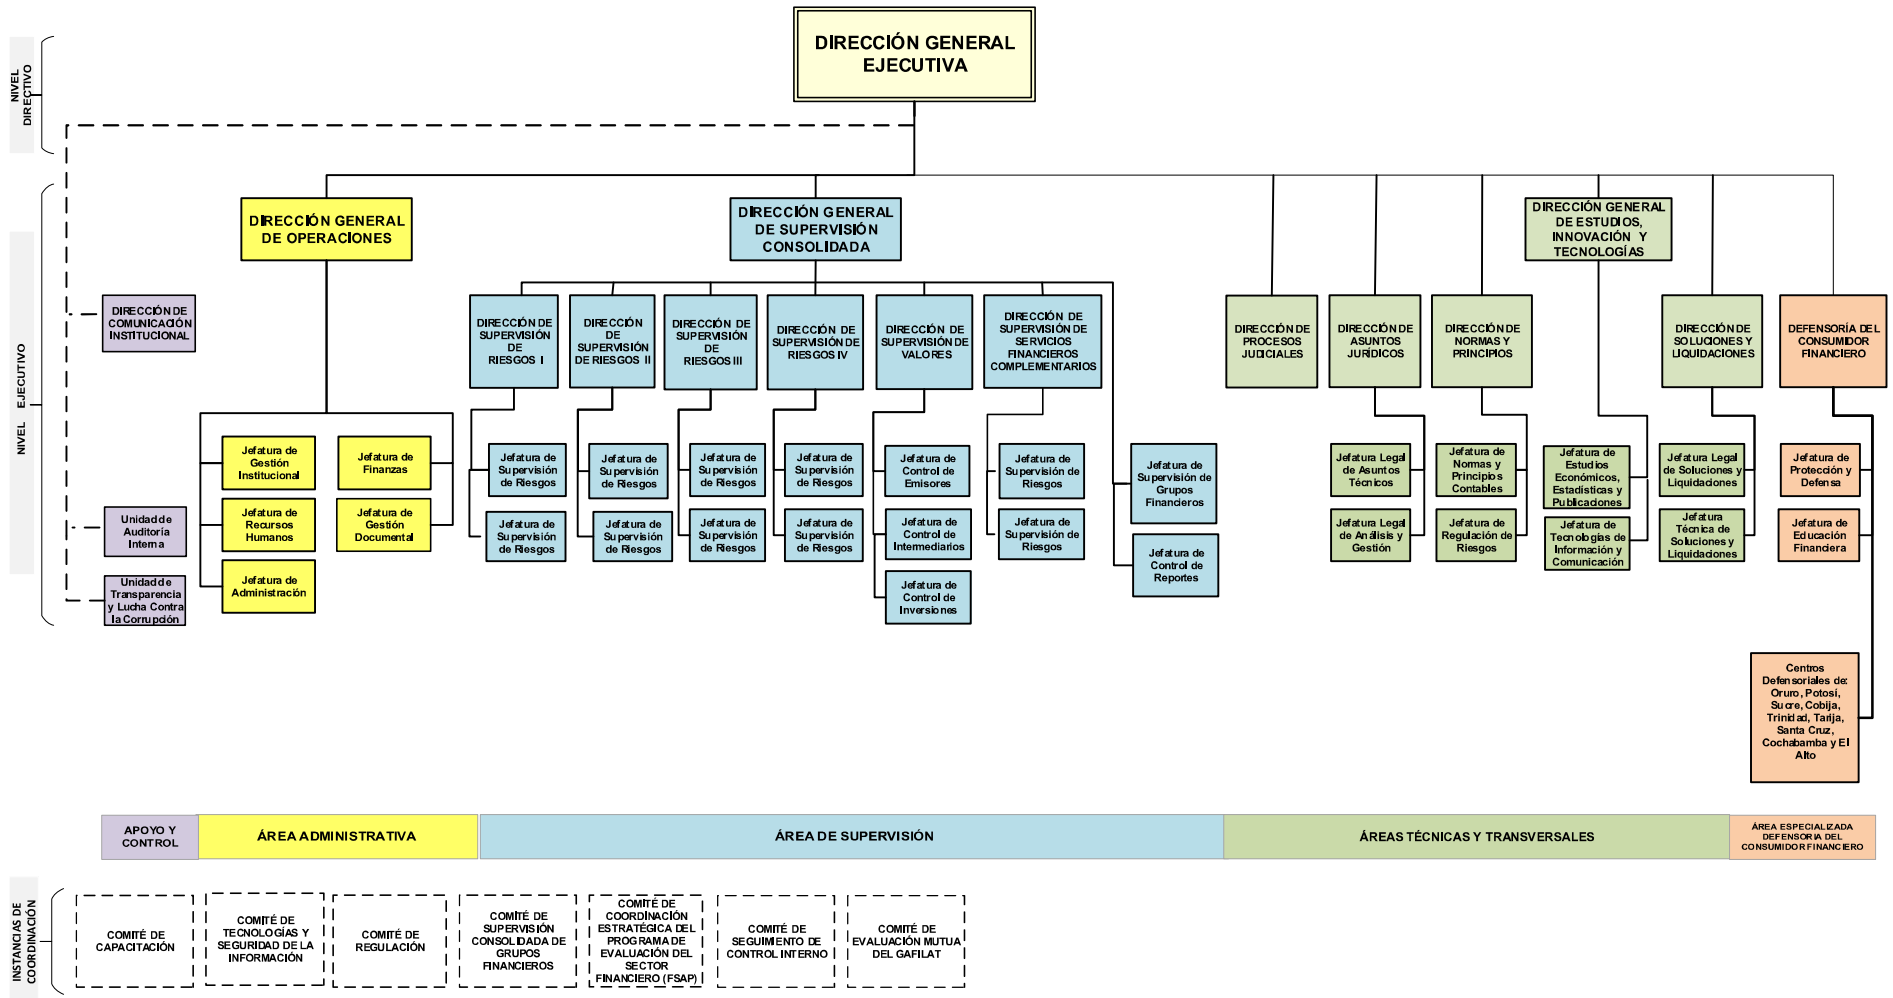 DIRECCIÓN GENERAL
EJECUTIVA
NIVEL
DIRECTIVO
NIVEL EJECUTIVO
DIRECCIÓN GENERAL
DE OPERACIONES
DIRECCIÓN GENERAL
DE SUPERVISIÓN
CONSOLIDADA
DIRECCIÓN GENERAL
DE ESTUDIOS,
INNOVACIÓN Y
TECNOLOGÍAS
DIRECCIÓN DE
COMUNICACIÓN
INSTITUCIONAL
DIRECCIÓN DE
SUPERVISIÓN
DE
RIESGOS I
DIRECCIÓN
DE
SUPERVISIÓN
DE RIESGOS II
DIRECCIÓN DE
SUPERVISIÓN
DE
RIESGOS III
DIRECCIÓN DE
SUPERVISIÓN DE
RIESGOS IV
DIRECCIÓN DE
SUPERVISIÓN DE
VALORES
DIRECCIÓN DE
SUPERVISIÓN DE
SERVICIOS
FINANCIEROS
COMPLEMENTARIOS
DIRECCIÓN DE
PROCESOS
JUDICIALES
DIRECCIÓN DE
ASUNTOS
JURÍDICOS
DIRECCIÓN DE
NORMAS Y
PRINCIPIOS
DIRECCIÓN DE
SOLUCIONES Y
LIQUIDACIONES
DEFENSORÍA DEL
CONSUMIDOR
FINANCIERO
Jefatura de
Gestión
Institucional
Jefatura de
Finanzas
Jefatura de
Supervisión
de Riesgos
Jefatura de
Supervisión
de Riesgos
Jefatura de
Supervisión
de Riesgos
Jefatura de
Supervisión
de Riesgos
Jefatura de
Control de
Emisores
Jefatura de
Supervisión de
Riesgos
Jefatura de
Supervisión de
Grupos
Financieros
Jefatura Legal
de Asuntos
Técnicos
Jefatura de
Normas y
Principios
Contables
Jefatura de
Estudios
Económicos,
Estadísticas y
Publicaciones
Jefatura Legal
de Soluciones y
Liquidaciones
Jefatura de
Protección y
Defensa
Unidad de
Auditoría
Interna
Jefatura de
Recursos
Humanos
Jefatura de
Gestión
Documental
Jefatura de
Supervisión
de Riesgos
Jefatura de
Supervisión
de Riesgos
Jefatura de
Supervisión
de Riesgos
Jefatura de
Supervisión
de Riesgos
Jefatura de
Control de
Intermediarios
Jefatura de
Supervisión de
Riesgos
Jefatura de
Control de
Reportes
Jefatura Legal
de Análisis y
Gestión
Jefatura de
Regulación de
Riesgos
Jefatura de
Tecnologías de
Información y
Comunicación
Jefatura
Técnica de
Soluciones y
Liquidaciones
Jefatura de
Educación
Financiera
Unidad de
Transparencia
y Lucha Contra
la Corrupción
Jefatura de
Administración
Jefatura de
Control de
Inversiones
Centros
Defensoriales de:
Oruro, Potosí,
Sucre, Cobija,
Trinidad, Tarija,
Santa Cruz,
Cochabamba y El
Alto
APOYO Y
CONTROL
ÁREA ADMINISTRATIVA
ÁREA DE SUPERVISIÓN
ÁREAS TÉCNICAS Y TRANSVERSALES
ÁREA ESPECIALIZADA
DEFENSORIA DEL
CONSUMIDOR FINANCIERO
INSTANCIAS DE
COORDINACIÓN
COMITÉ DE
CAPACITACIÓN
COMITÉ DE
TECNOLOGÍAS Y
SEGURIDAD DE LA
INFORMACIÓN
COMITÉ DE
REGULACIÓN
COMITÉ DE
SUPERVISIÓN
CONSOLIDADA DE
GRUPOS
FINANCIEROS
COMITÉ DE
COORDINACIÓN
ESTRATÉGICA DEL
PROGRAMA DE
EVALUACIÓN DEL
SECTOR
FINANCIERO (FSAP)
COMITÉ DE
SEGUIMIENTO DE
CONTROL INTERNO
COMITÉ DE
EVALUACIÓN MUTUA
DEL GAFILAT